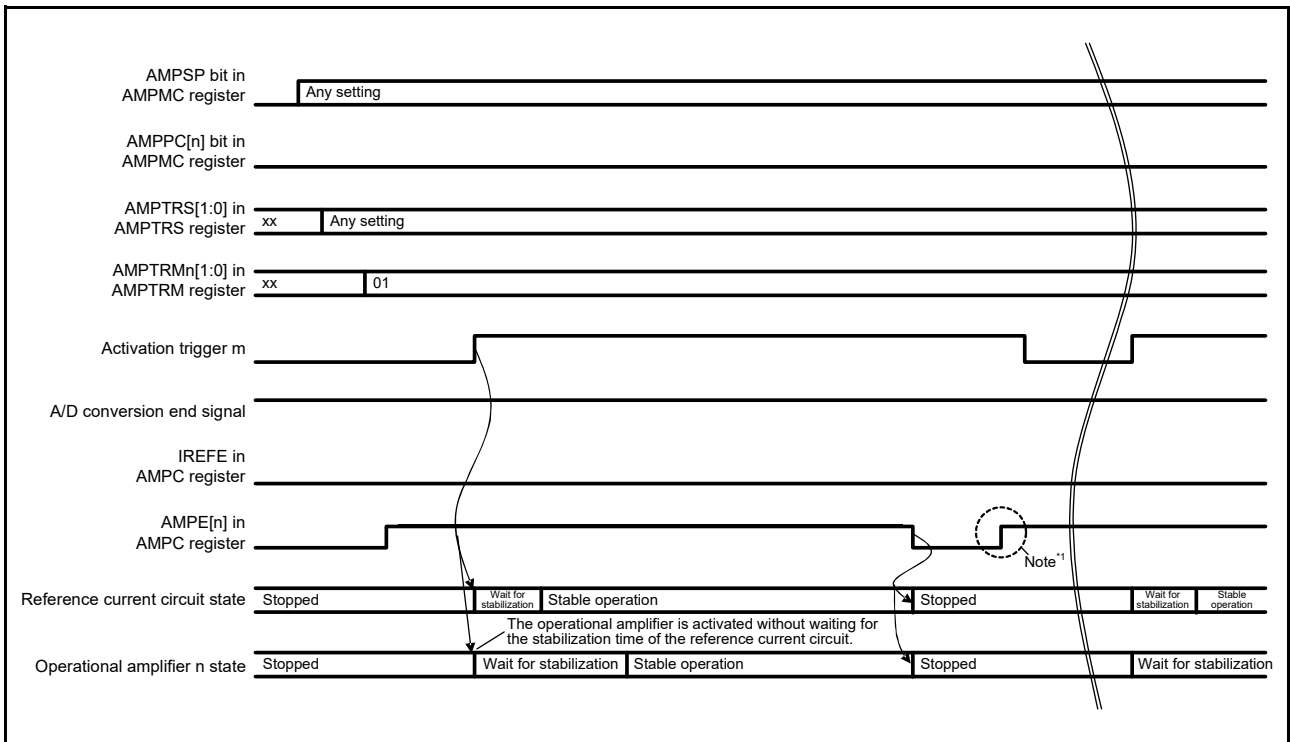 AMPSP bit in
AMPMC register
Any setting
AMPPC[n] bit in
AMPMC register
AMPTRS[1:0] in
AMPTRS register
xx
Any setting
AMPTRMn[1:0] in
AMPTRM register
xx
01
Activation trigger m
A/D conversion end signal
IREFE in
AMPC register
AMPE[n] in
AMPC register
Note*1
Reference current circuit state
Stopped
Wait for
stabilization
Stable operation
Stopped
Wait for
stabilization
Stable
operation
The operational amplifier is activated without waiting for
the stabilization time of the reference current circuit.
Operational amplifier n state
Stopped
Wait for stabilization
Stable operation
Stopped
Wait for stabilization